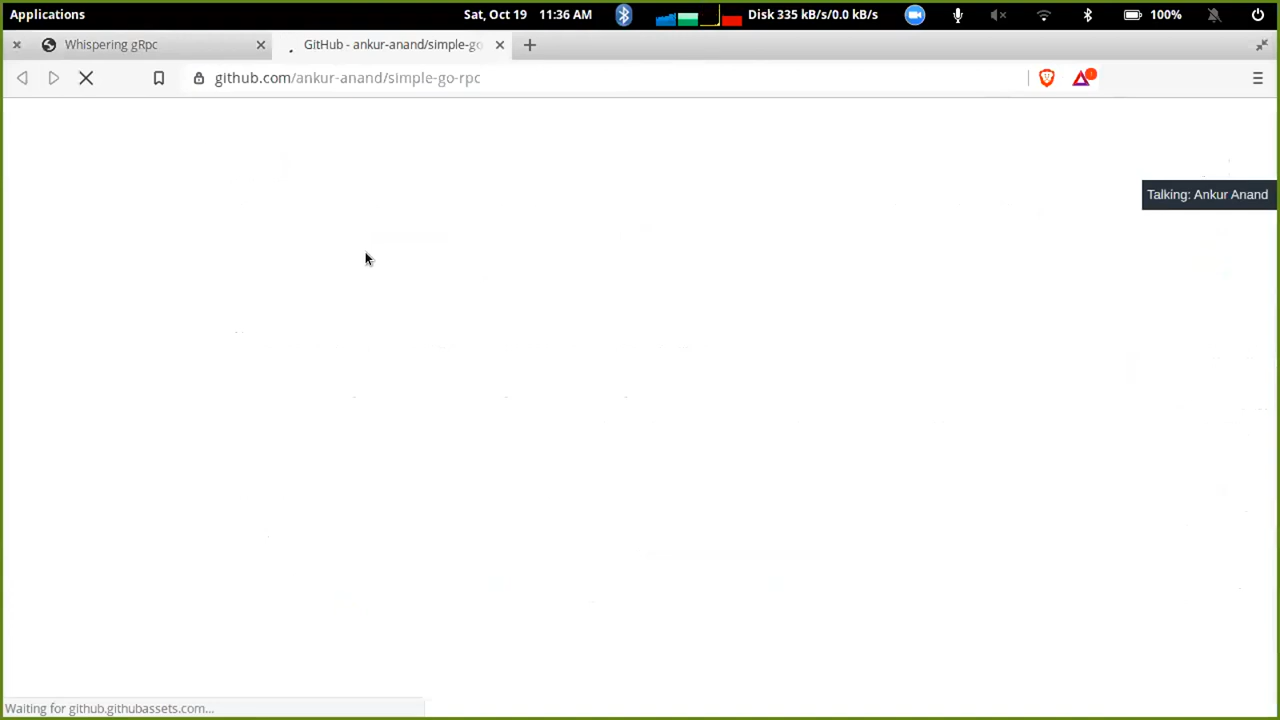 Applications
Sat, Oct 19 11:36 AM
Disk 335 kB/s/0.0 kB/s
100%
Whispering gRpc
GitHub - ankur-anand/simple-go
github.com/ankur-anand/simple-go-rpc
Talking: Ankur Anand
Waiting for github.githubassets.com...